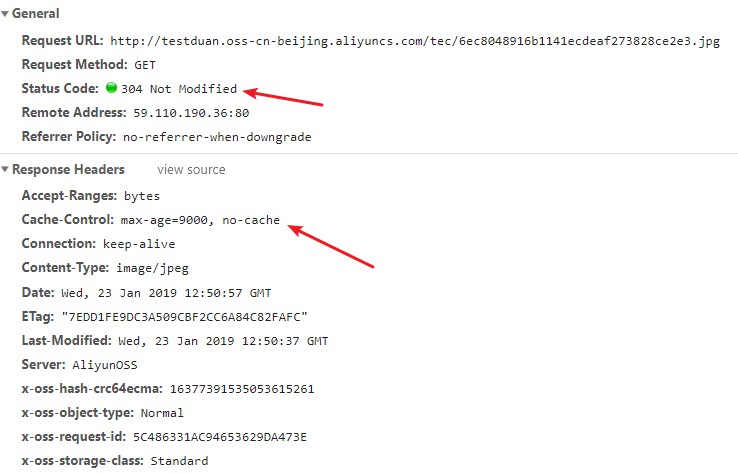 General
Request URL: http://testduan.oss-cn-beijing.aliyuncs.com/tec/6ec8048916b1141ecdeaf273828ce2e3.jpg
Request Method: GET
Status Code: 304 Not Modified
Remote Address: 59.110.190.36:80
Referrer Policy: no-referrer-when-downgrade
Response Headers view source
Accept-Ranges: bytes
Cache-Control: max-age=9000, no-cache
Connection: keep-alive
Content-Type: image/jpeg
Date: Wed, 23 Jan 2019 12:50:57 GMT
ETag: "7EDD1FE9DC3A509CBF2CC6A84C82FAFC"
Last-Modified: Wed, 23 Jan 2019 12:50:37 GMT
Server: AliyunOSS
x-oss-hash-crc64ecma: 16377391535053615261
x-oss-object-type: Normal
x-oss-request-id: 5C486331AC94653629DA473E
x-oss-storage-class: Standard